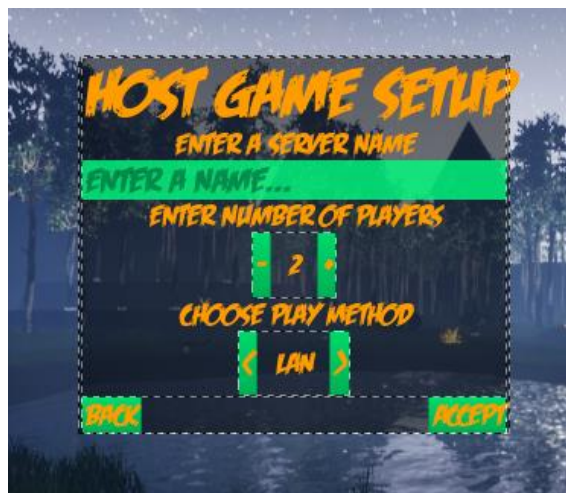 HOST GAME SETUP
ENTER A SERVER NAME
ENTER A NAME...
ENTER NUMBER OF PLAYERS
- 2 +
CHOOSE PLAY METHOD
< LAN >
BACK ACCEPT